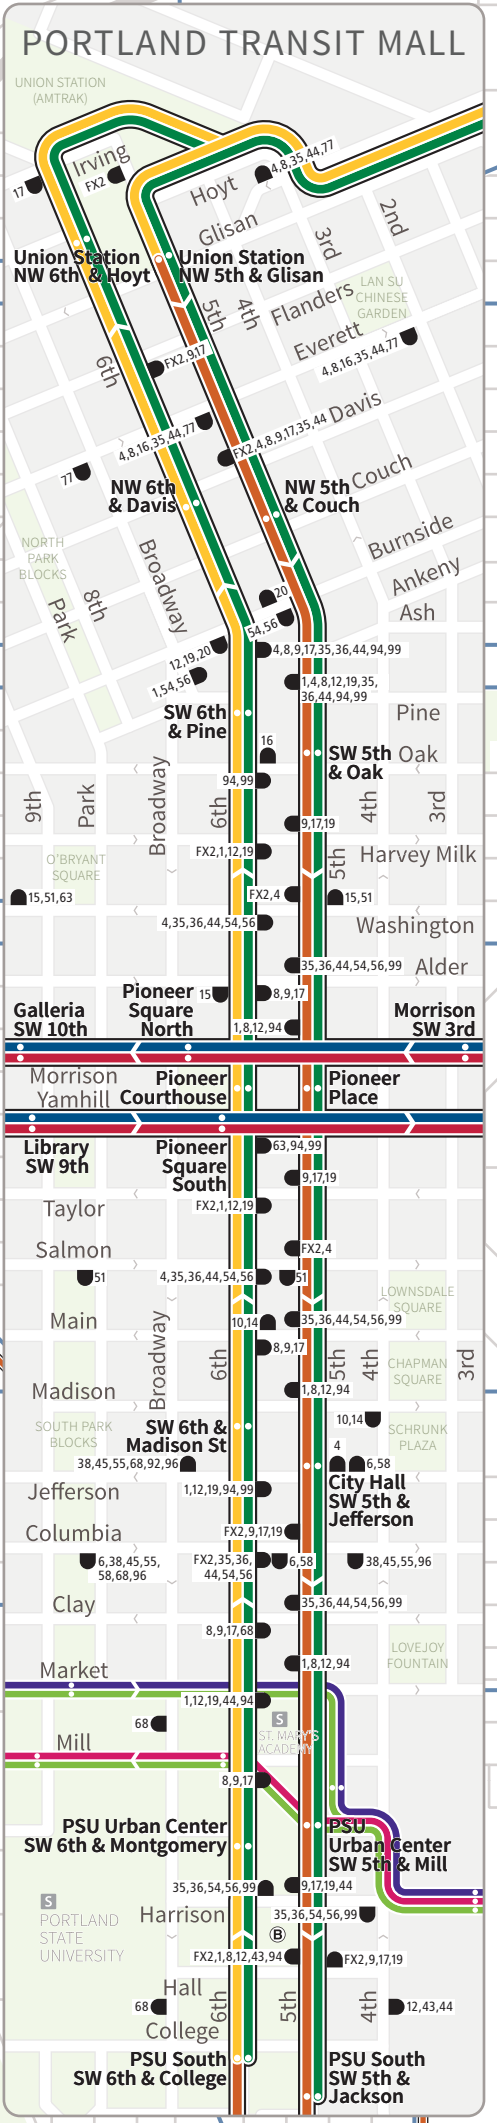 PORTLAND TRANSIT MALL
UNION STATION
(AMTRAK)
Irving
17
FX2
4,8,35,44,77
Hoyt
Glisan
3rd
2nd
Union Station
NW 6th & Hoyt
Union Station
NW 5th & Glisan
5th
4th
Flanders
LAN SU
CHINESE
GARDEN
Everett
4,8,16,35,44,77
6th
FX2,9,17
4,8,16,35,44,77
FX2,4,8,9,17,35,44
Davis
77
Couch
NW 6th
& Davis
NW 5th
& Couch
Burnside
NORTH
PARK
BLOCKS
Broadway
Ankeny
8th
Park
20
54,56
Ash
12,19,20
4,8,9,17,35,36,44,94,99
1,54,56
1,4,8,12,19,35,
36,44,94,99
SW 6th
& Pine
Pine
16
SW 5th
& Oak
Oak
94,99
9th
Park
Broadway
6th
4th
3rd
9,17,19
FX2,1,12,19
5th
Harvey Milk
O'BRYANT
SQUARE
15,51,63
FX2,4
15,51
4,35,36,44,54,56
Washington
35,36,44,54,56,99
Alder
15
8,9,17
Pioneer
Square
North
Galleria
SW 10th
1,8,12,94
Morrison
SW 3rd
Morrison
Yamhill
Pioneer
Courthouse
Pioneer
Place
Library
SW 9th
Pioneer
Square
South
63,94,99
9,17,19
Taylor
FX2,1,12,19
Salmon
FX2,4
51
4,35,36,44,54,56
51
LOWNSDALE
SQUARE
Main
10,14
35,36,44,54,56,99
Broadway
6th
8,9,17
5th
4th
CHAPMAN
SQUARE
3rd
Madison
1,8,12,94
SOUTH PARK
BLOCKS
SW 6th &
Madison St
10,14
SCHRUNK
PLAZA
4
38,45,55,68,92,96
6,58
Jefferson
1,12,19,94,99
City Hall
SW 5th &
Jefferson
Columbia
FX2,9,17,19
6,38,45,55,
58,68,96
FX2,35,36,
44,54,56
6,58
38,45,55,96
Clay
35,36,44,54,56,99
8,9,17,68
LOVEJOY
FOUNTAIN
1,8,12,94
Market
1,12,19,44,94
68
S
ST. MARY'S
ACADEMY
Mill
8,9,17
PSU Urban Center
SW 6th & Montgomery
PSU
Urban Center
SW 5th & Mill
35,36,54,56,99
9,17,19,44
S
PORTLAND
STATE
UNIVERSITY
Harrison
35,36,54,56,99
B
FX2,1,8,12,43,94
FX2,9,17,19
Hall
68
6th
5th
4th
12,43,44
College
PSU South
SW 6th & College
PSU South
SW 5th &
Jackson